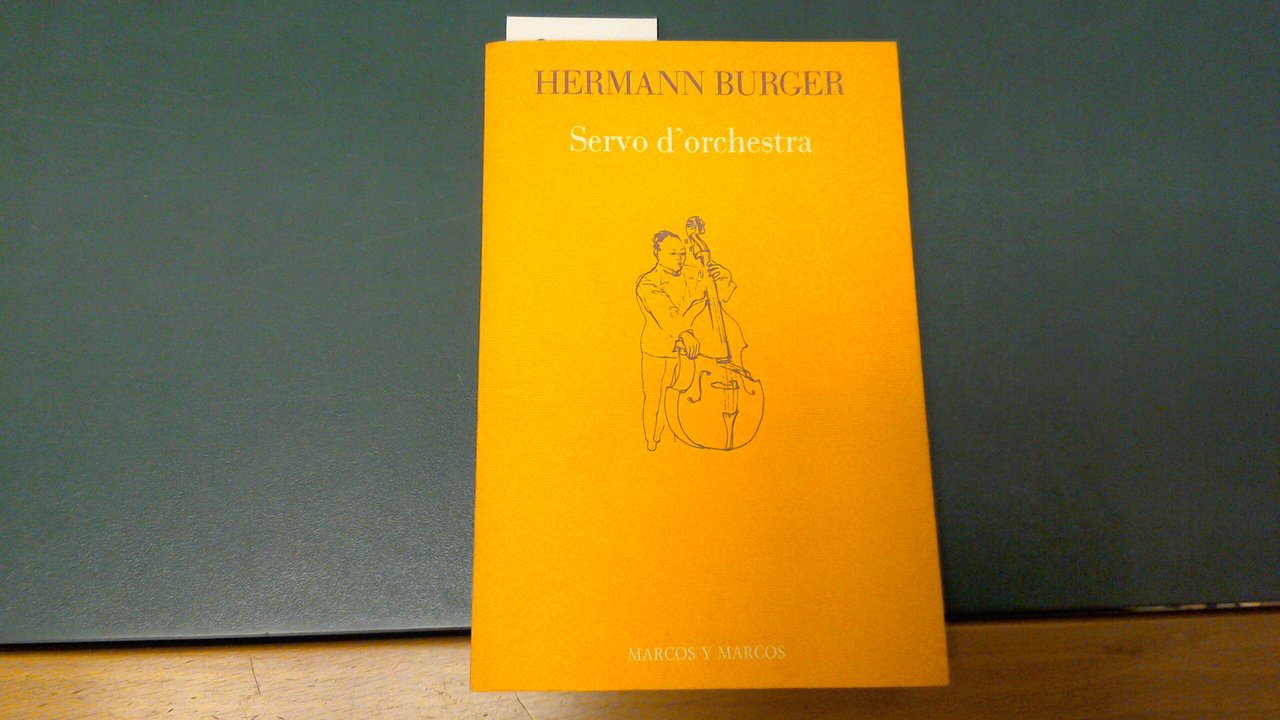 HERMANN BURGER
Servo d'orchestra
MARCOS Y MARCOS